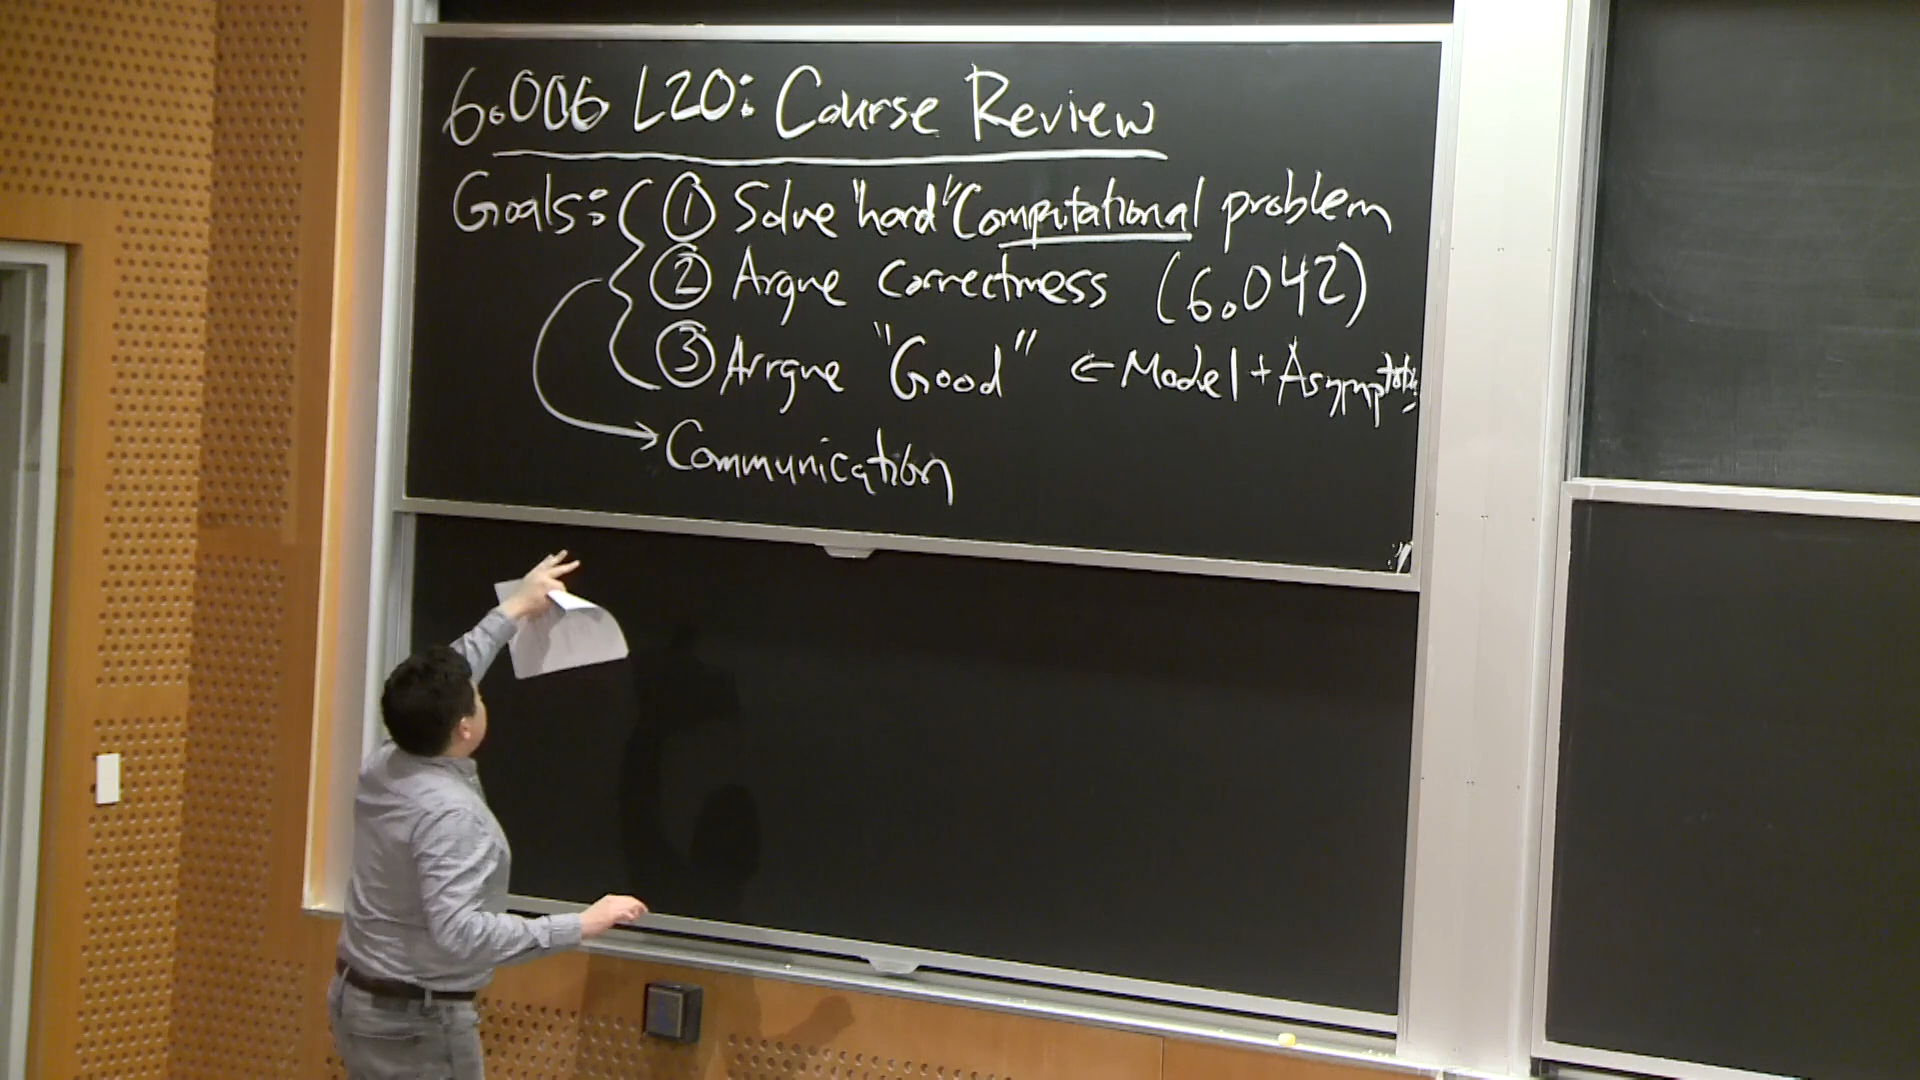 6.006 L20: Course Review
Goals: ① Solve "hard" Computational problem
② Argue Correctness (6.042)
③ Arrgue "Good" ← Model + Asymptotics
→ Communication